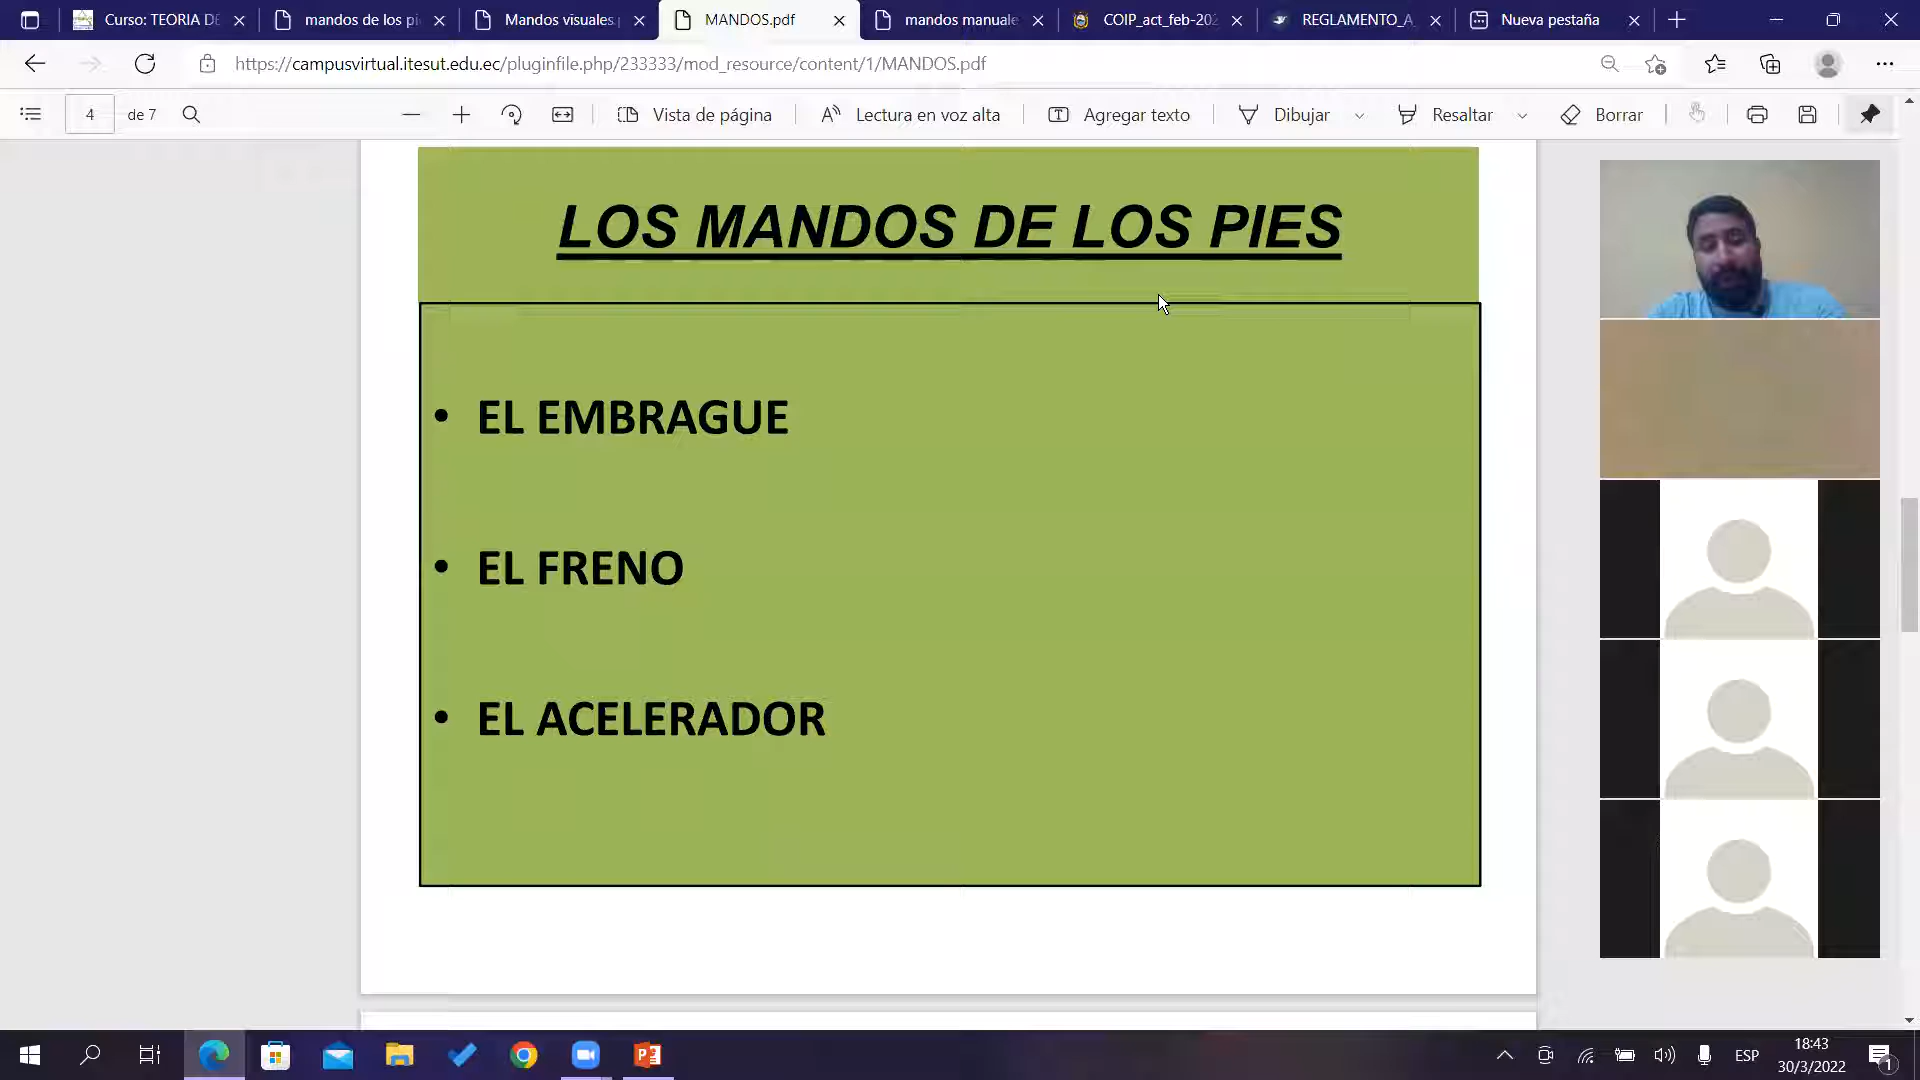 Curso: TEORIA DE
mandos de los pi
Mandos visuales
MANDOS.pdf
mandos manuale
COIP_act_feb-202
REGLAMENTO_A
Nueva pestaña
https://campusvirtual.itesut.edu.ec/pluginfile.php/233333/mod_resource/content/1/MANDOS.pdf
4 de 7
Vista de página
Lectura en voz alta
Agregar texto
Dibujar
Resaltar
Borrar
LOS MANDOS DE LOS PIES
• EL EMBRAGUE
• EL FRENO
• EL ACELERADOR
ESP
18:43
30/3/2022
1